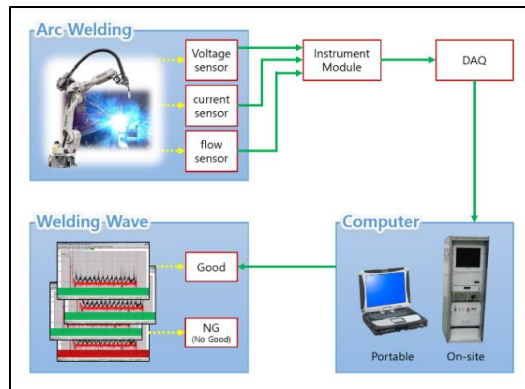 Arc Welding
Voltage
sensor
current
sensor
flow
sensor
Instrument
Module
DAQ
Welding Wave
Good
NG
(No Good)
Computer
Portable
On-site